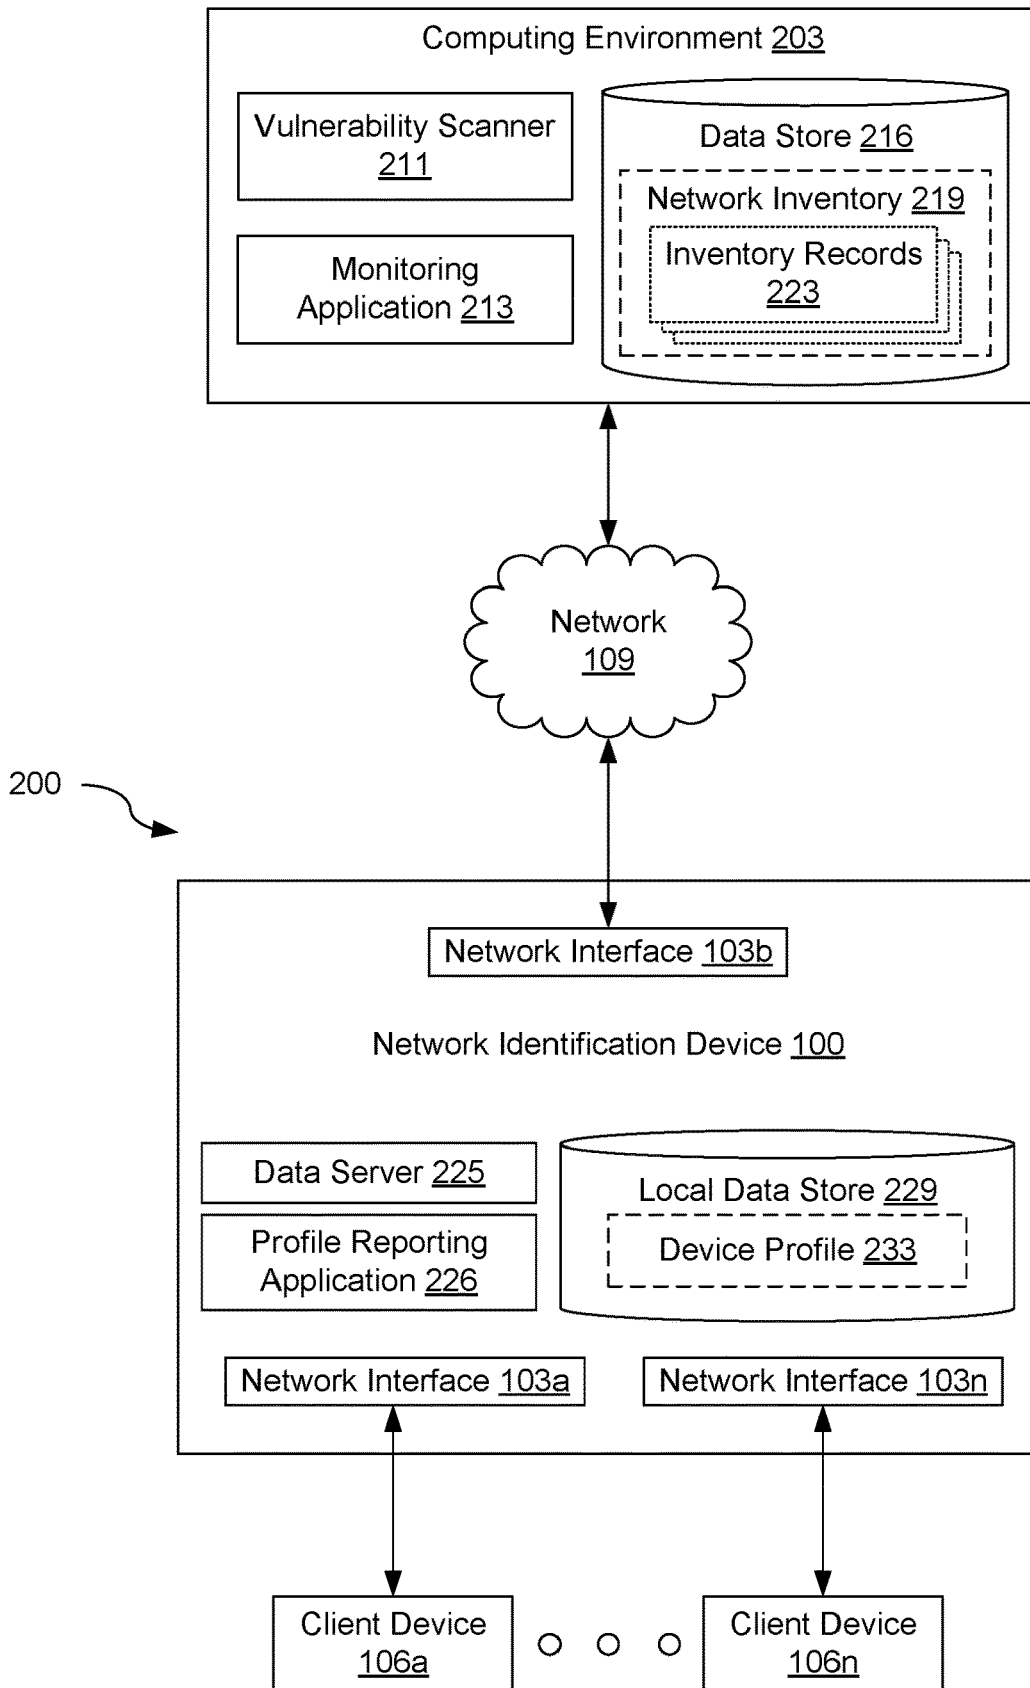 Computing Environment 203
Vulnerability Scanner
211
Monitoring
Application 213
Data Store 216
Network Inventory 219
Inventory Records
223
Network
109
200
Network Interface 103b
Network Identification Device 100
Data Server 225
Profile Reporting
Application 226
Local Data Store 229
Device Profile 233
Network Interface 103a
Network Interface 103n
Client Device
106a
Client Device
106n